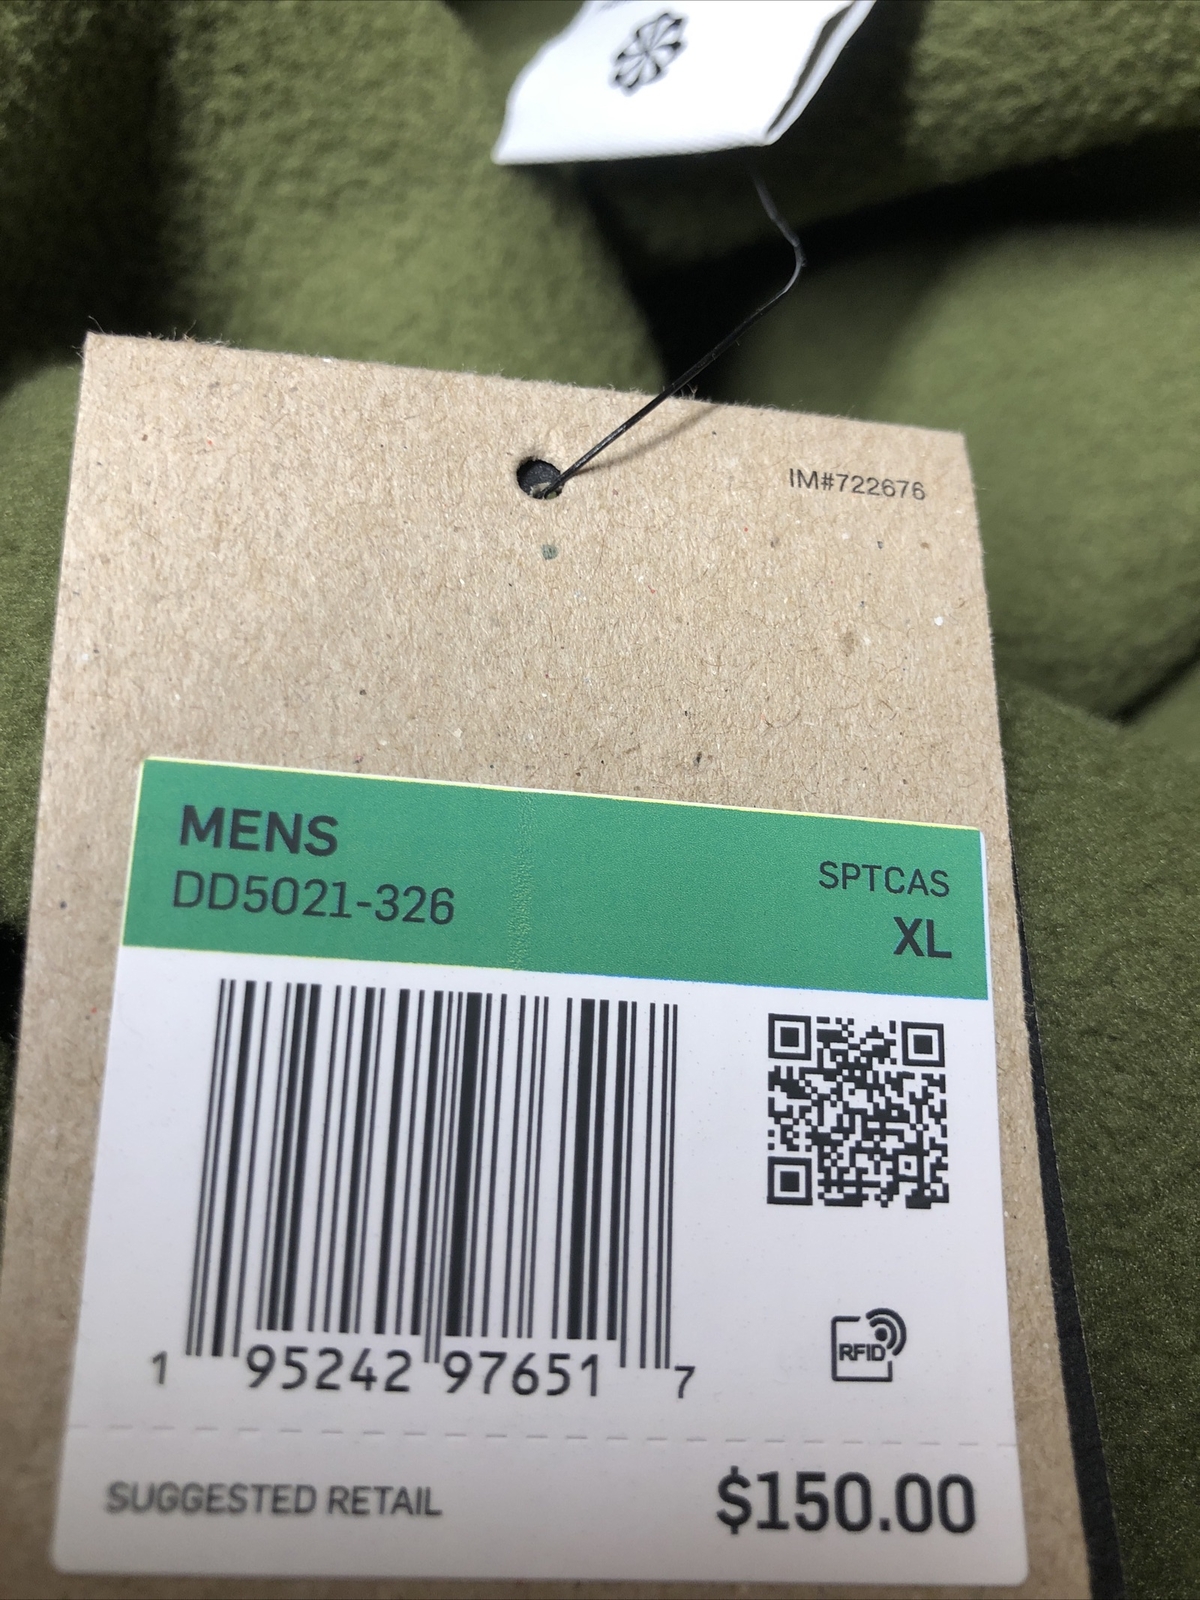 IM#722676
MENS
DD5021-326
SPTCAS
XL
1 95242 97651 7
RFID
SUGGESTED RETAIL
$150.00